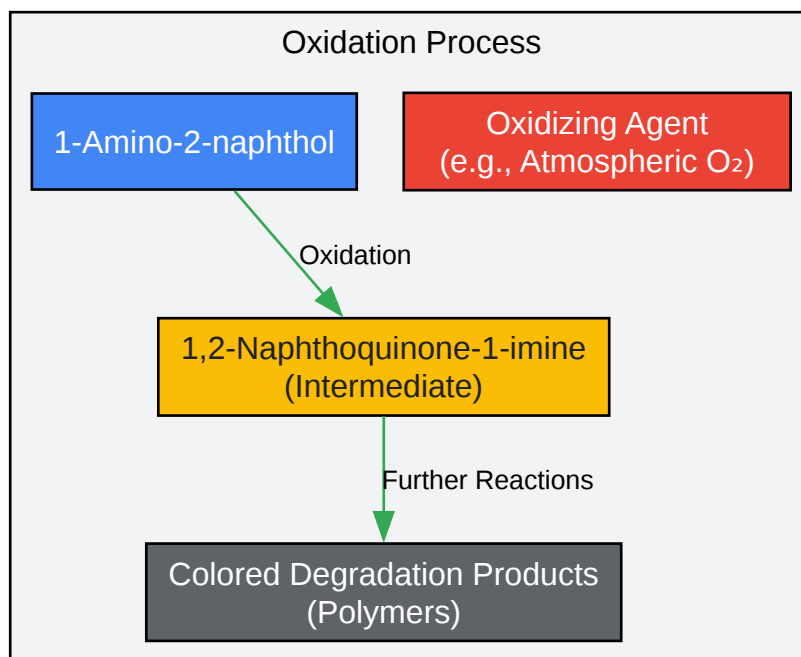 Oxidation Process
1-Amino-2-naphthol
Oxidizing Agent
(e.g., Atmospheric O₂)
Oxidation
1,2-Naphthoquinone-1-imine
(Intermediate)
Further Reactions
Colored Degradation Products
(Polymers)